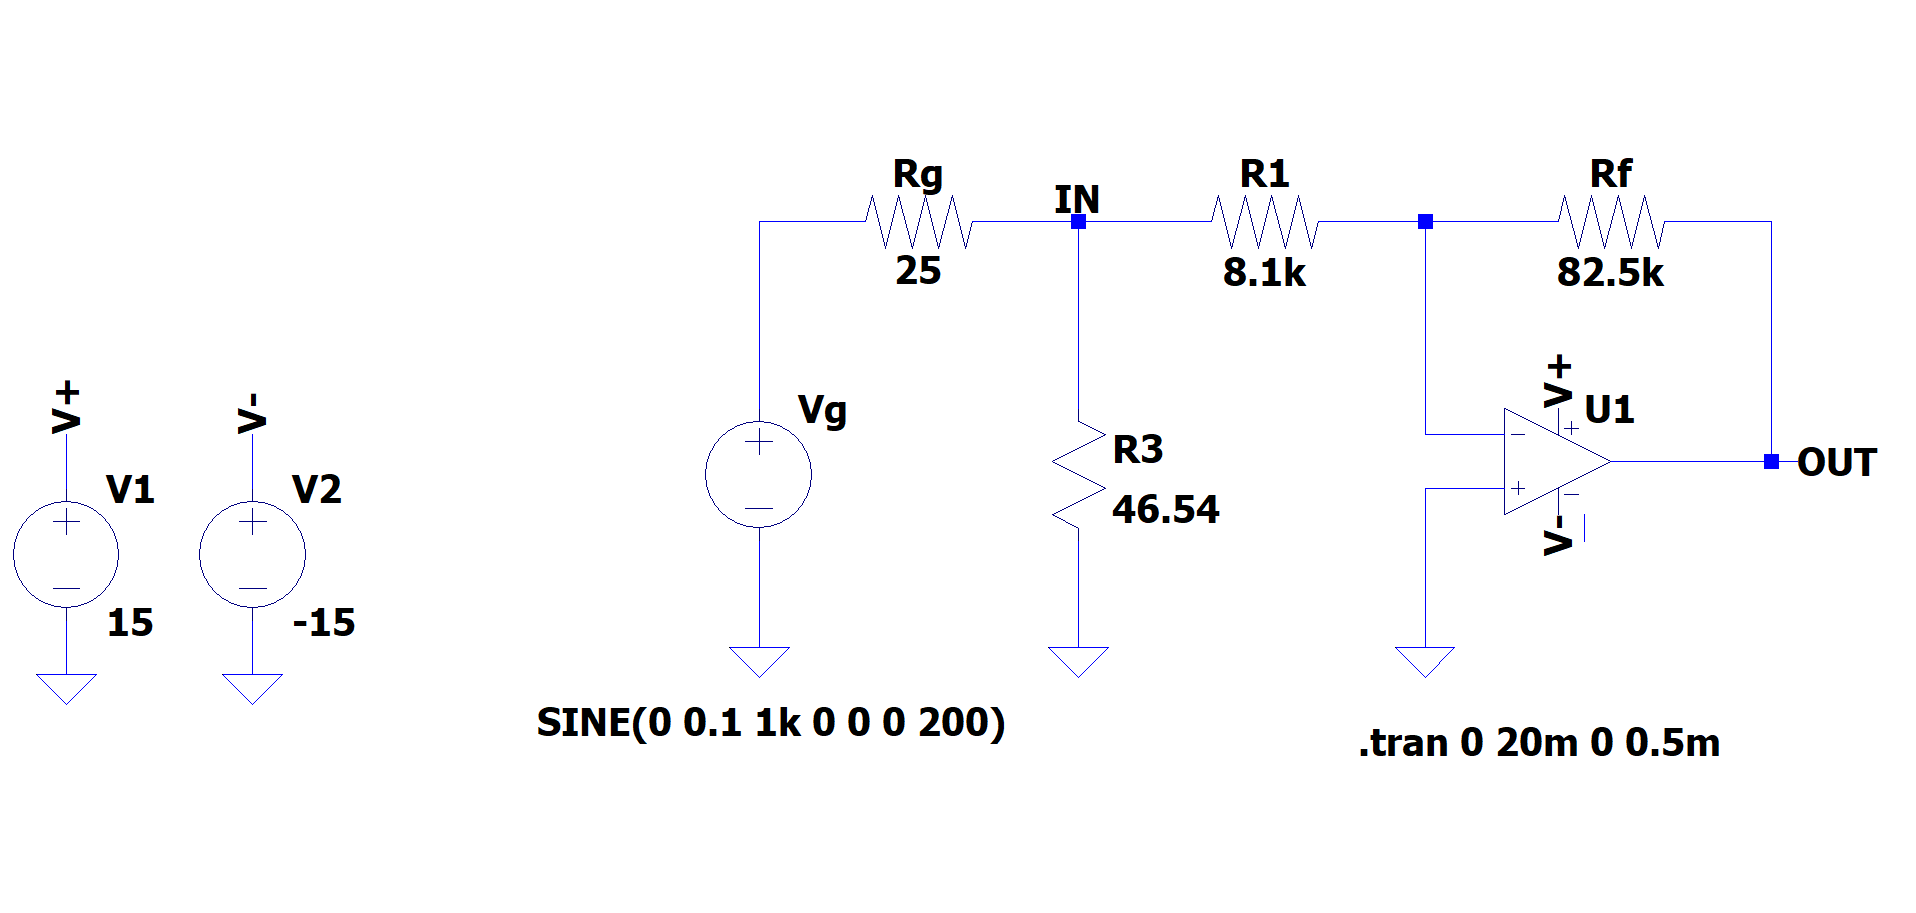 Rg
IN
R1
Rf
25
8.1k
82.5k
V+
V-
Vg
V+
U1
R3
V1
V2
46.54
V-
15
-15
OUT
SINE(0 0.1 1k 0 0 0 200)
.tran 0 20m 0 0.5m